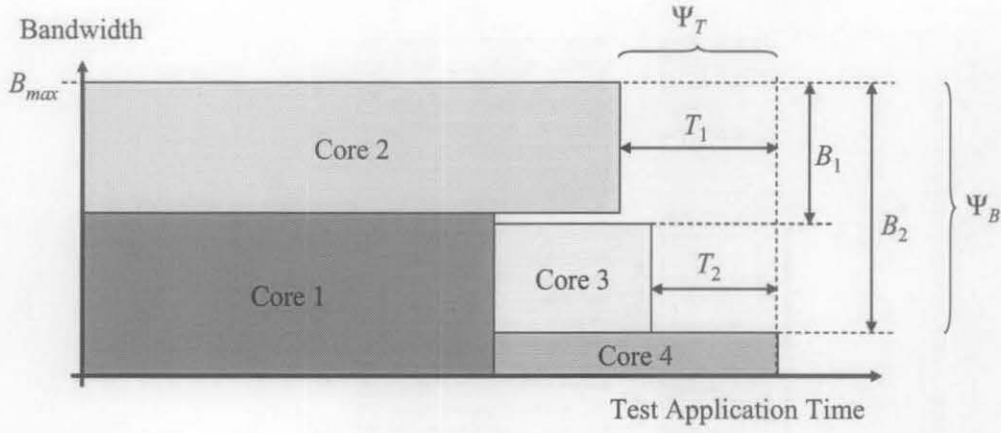 Ψ_T
Bandwidth
B_max
Core 2
T_1
B_1
Ψ_B
B_2
Core 3
T_2
Core 1
Core 4
Test Application Time